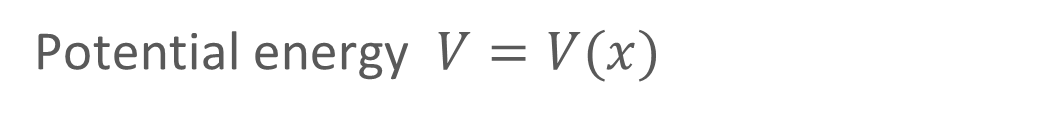 Potential energy V = V(x)